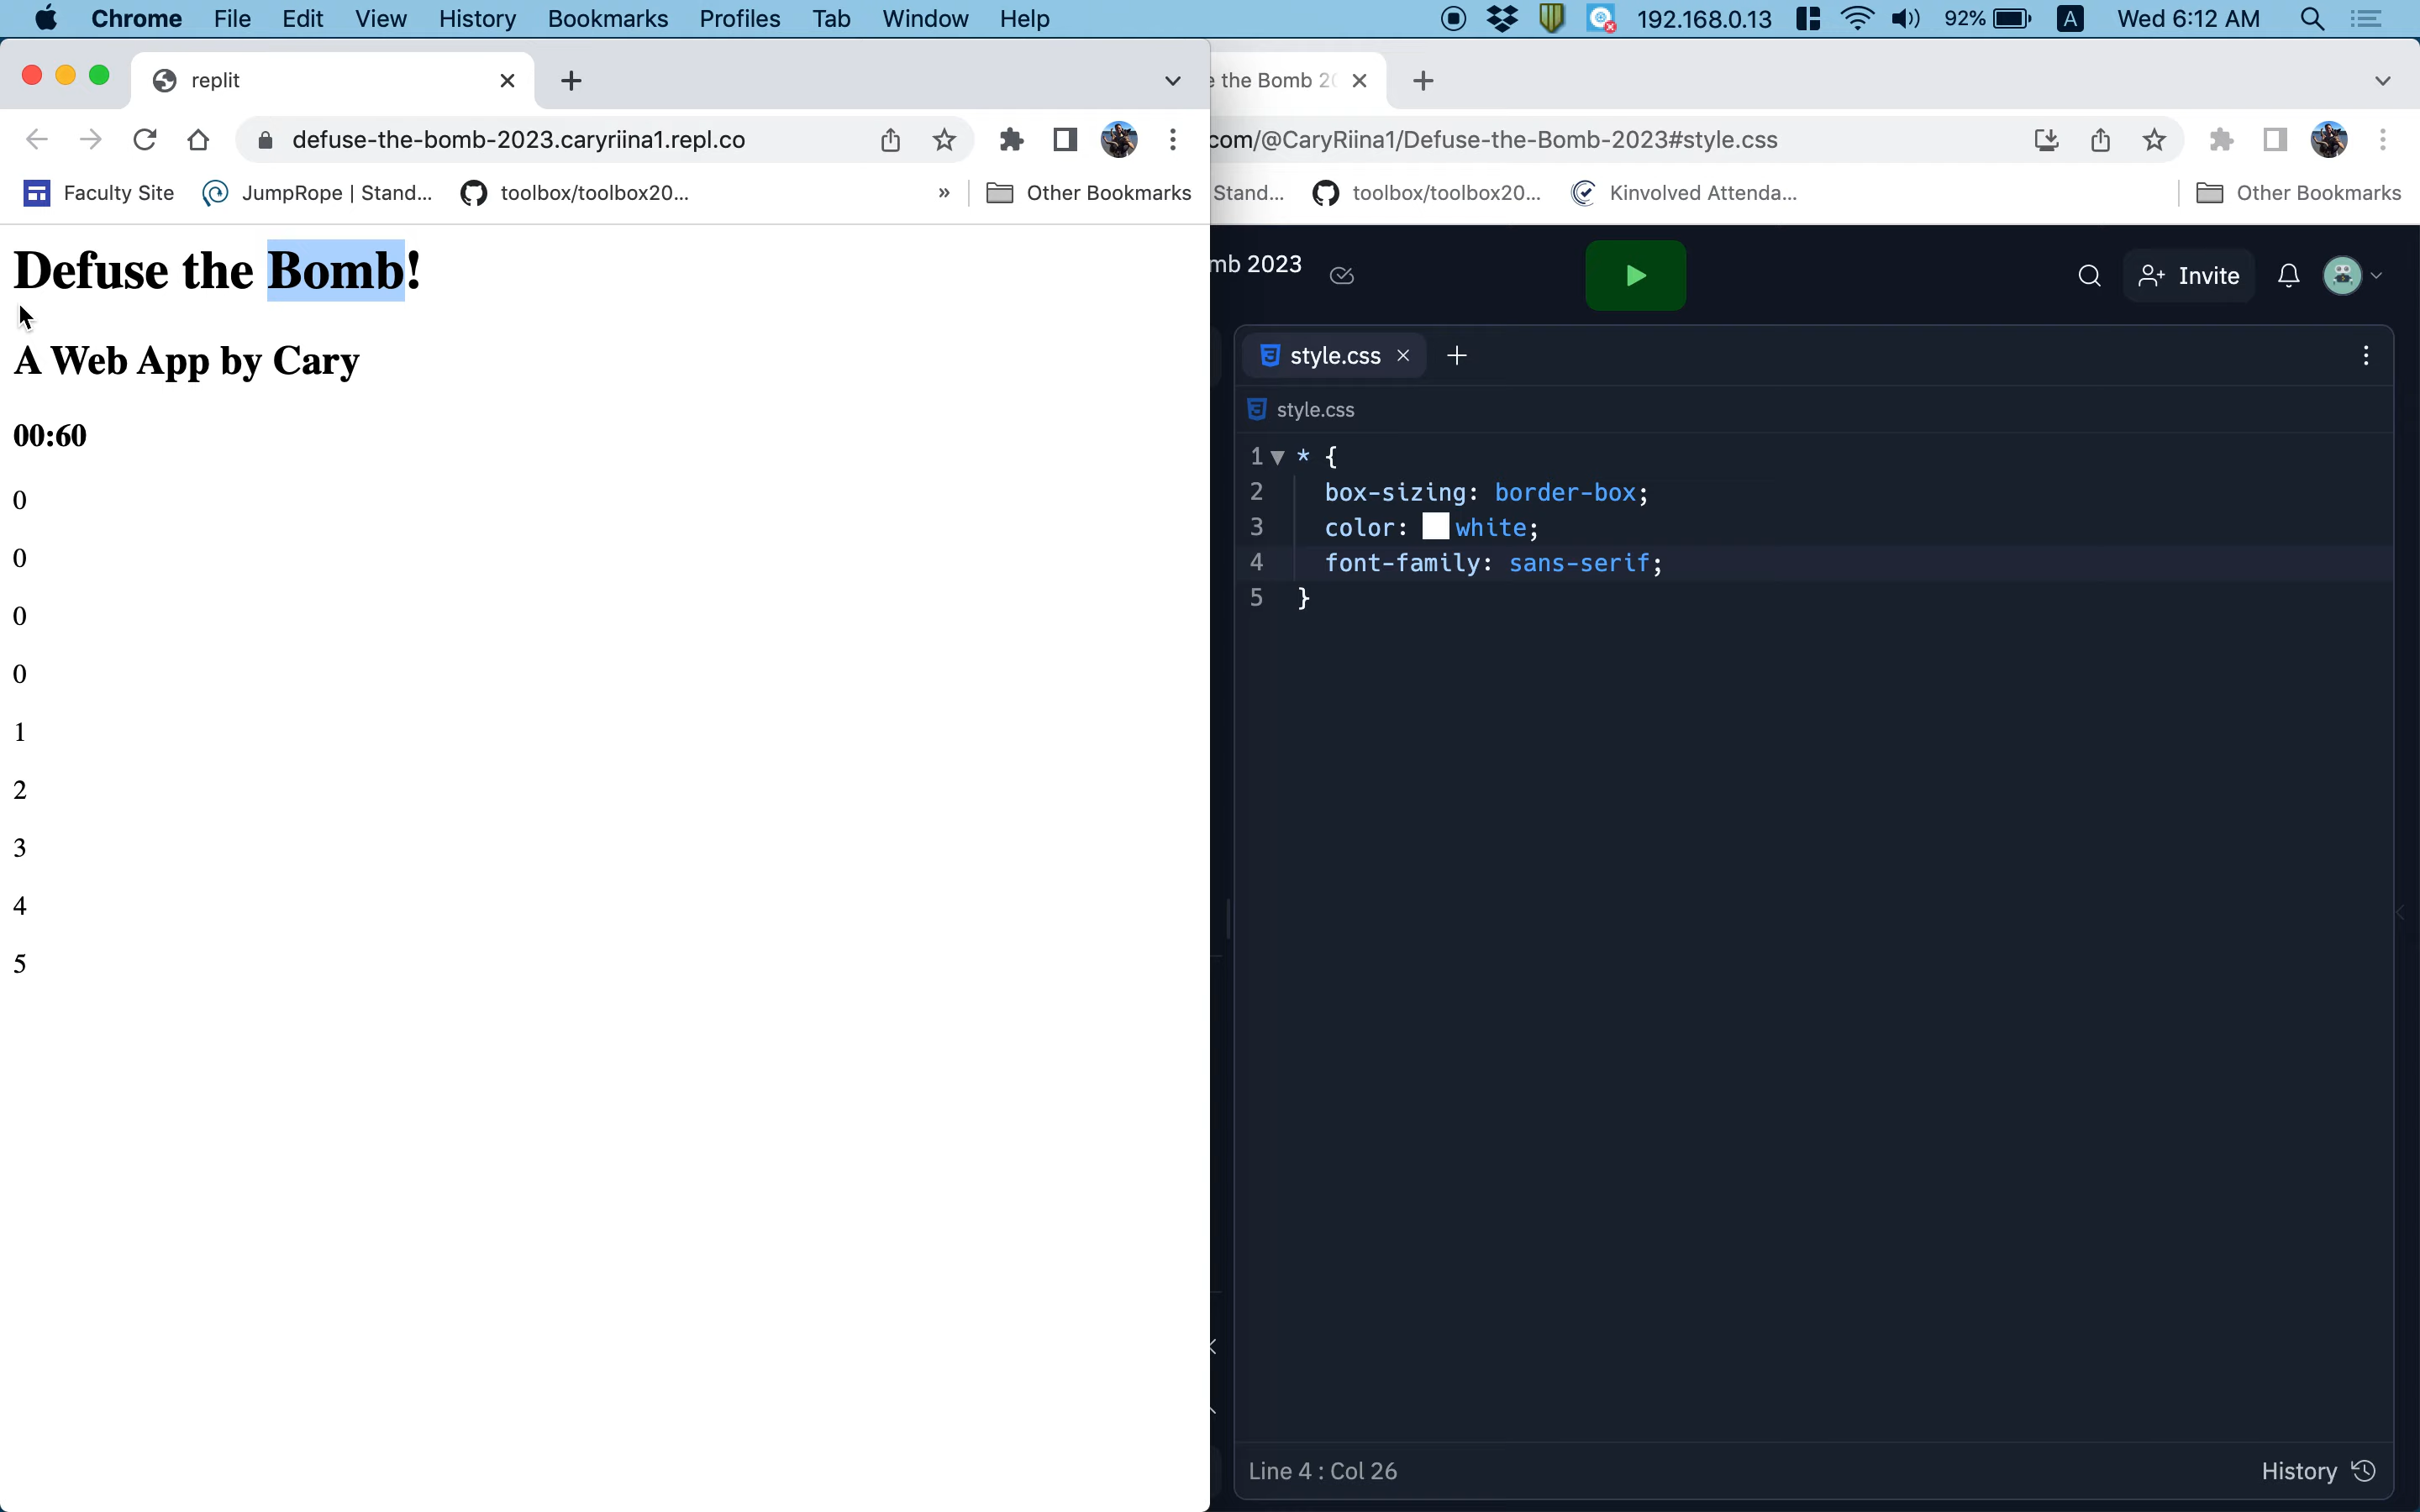 Chrome File Edit View History Bookmarks Profiles Tab Window Help 192.168.0.13 92% A Wed 6:12 AM
replit
defuse-the-bomb-2023.caryriina1.repl.co
Faculty Site JumpRope | Stand... toolbox/toolbox20... » Other Bookmarks
Defuse the Bomb!
A Web App by Cary
00:60
0
0
0
0
1
2
3
4
5
e the Bomb 20
com/@CaryRiina1/Defuse-the-Bomb-2023#style.css
Stand... toolbox/toolbox20... Kinvolved Attenda... Other Bookmarks
mb 2023
Invite
style.css
style.css
1 * {
2 box-sizing: border-box;
3 color: white;
4 font-family: sans-serif;
5 }
Line 4 : Col 26
History